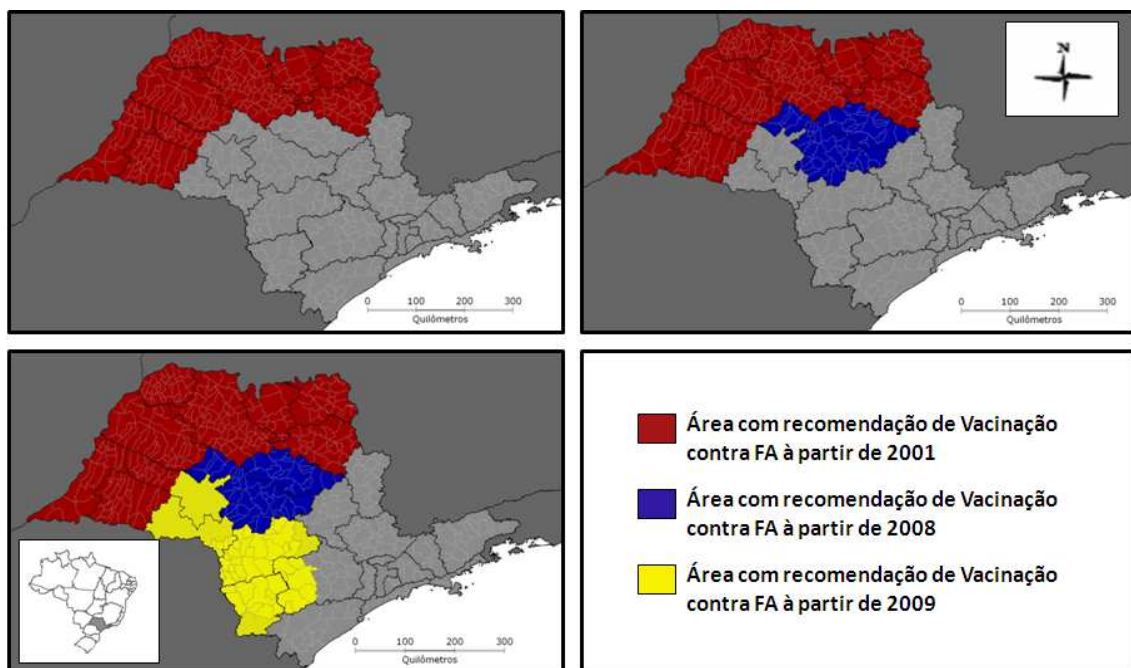 0 100 200 300
Quilômetros
N
0 100 200 300
Quilômetros
0 100 200 300
Quilômetros
Área com recomendação de Vacinação
contra FA à partir de 2001
Área com recomendação de Vacinação
contra FA à partir de 2008
Área com recomendação de Vacinação
contra FA à partir de 2009